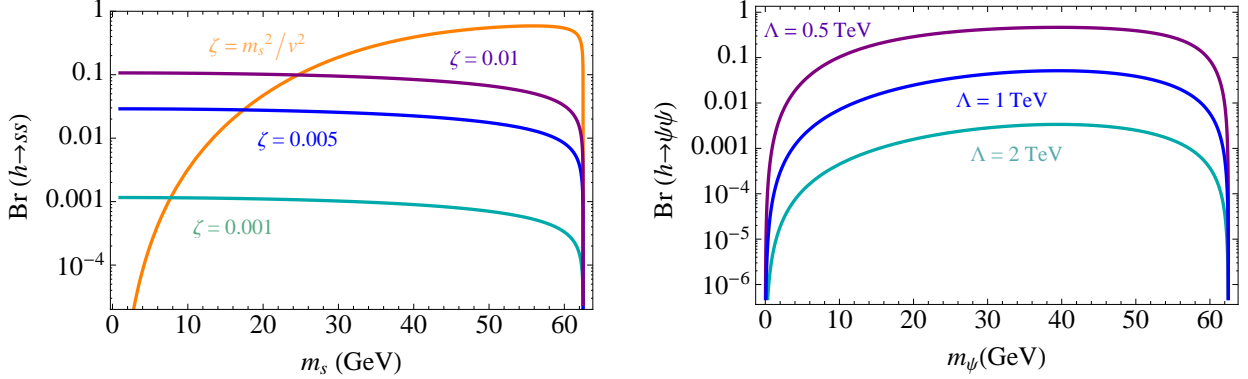 1
0.1
0.01
0.001
10⁻⁴
0 10 20 30 40 50 60
m_s (GeV)
Br (h→ss)
ζ = m_s²/v²
ζ = 0.01
ζ = 0.005
ζ = 0.001
1
0.1
0.01
0.001
10⁻⁴
10⁻⁵
10⁻⁶
0 10 20 30 40 50 60
m_ψ(GeV)
Br (h→ψψ)
Λ = 0.5 TeV
Λ = 1 TeV
Λ = 2 TeV